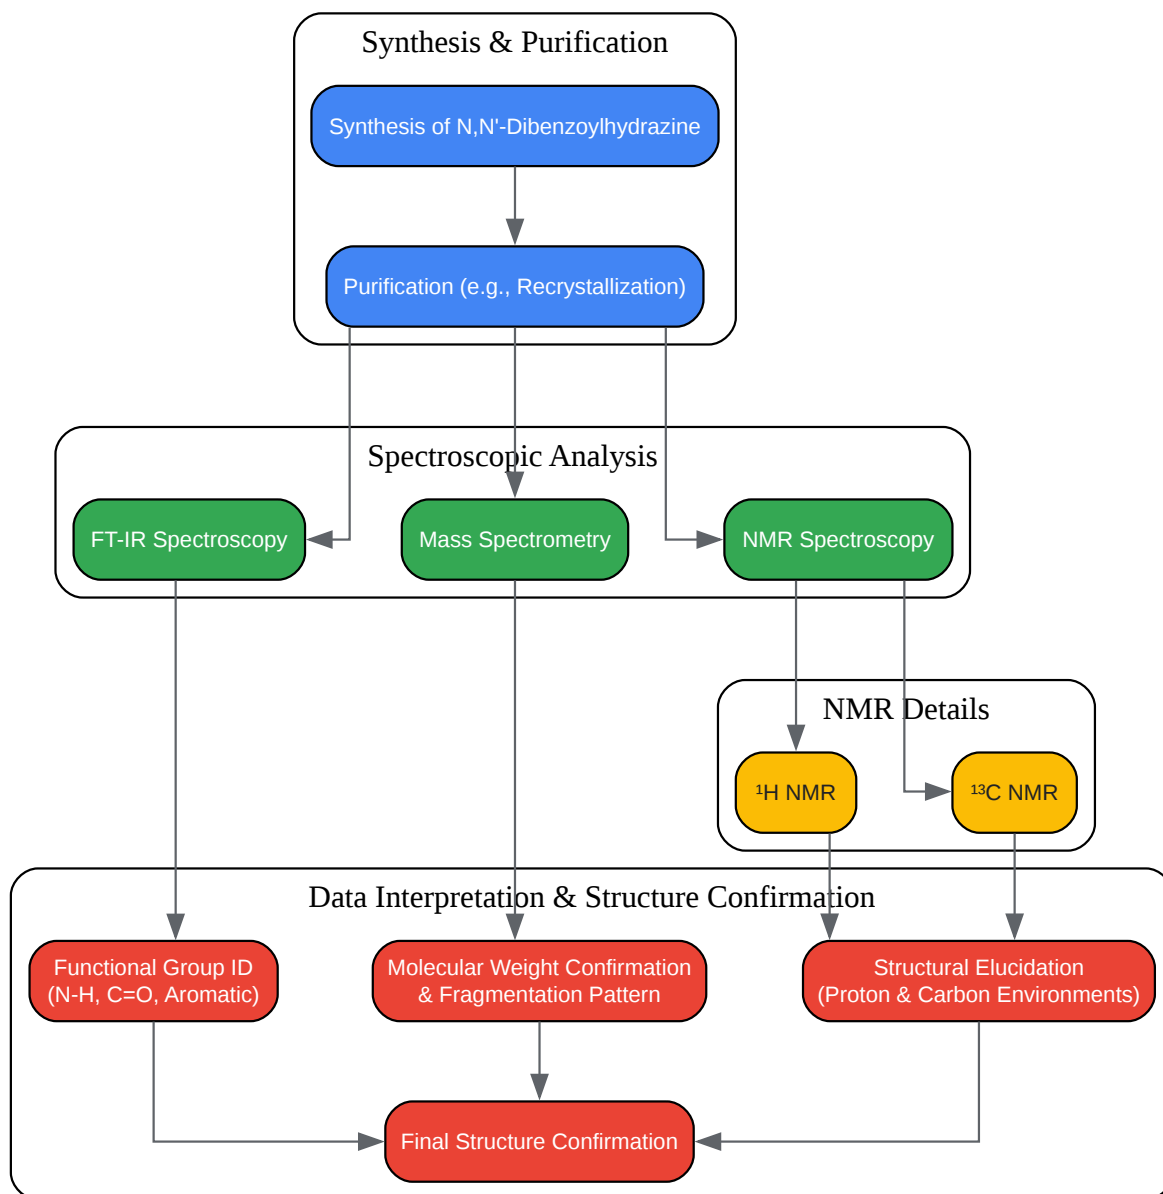 Synthesis & Purification
Synthesis of N,N'-Dibenzoylhydrazine
Purification (e.g., Recrystallization)
Spectroscopic Analysis
FT-IR Spectroscopy
Mass Spectrometry
NMR Spectroscopy
NMR Details
¹H NMR
¹³C NMR
Data Interpretation & Structure Confirmation
Functional Group ID
(N-H, C=O, Aromatic)
Molecular Weight Confirmation
& Fragmentation Pattern
Structural Elucidation
(Proton & Carbon Environments)
Final Structure Confirmation